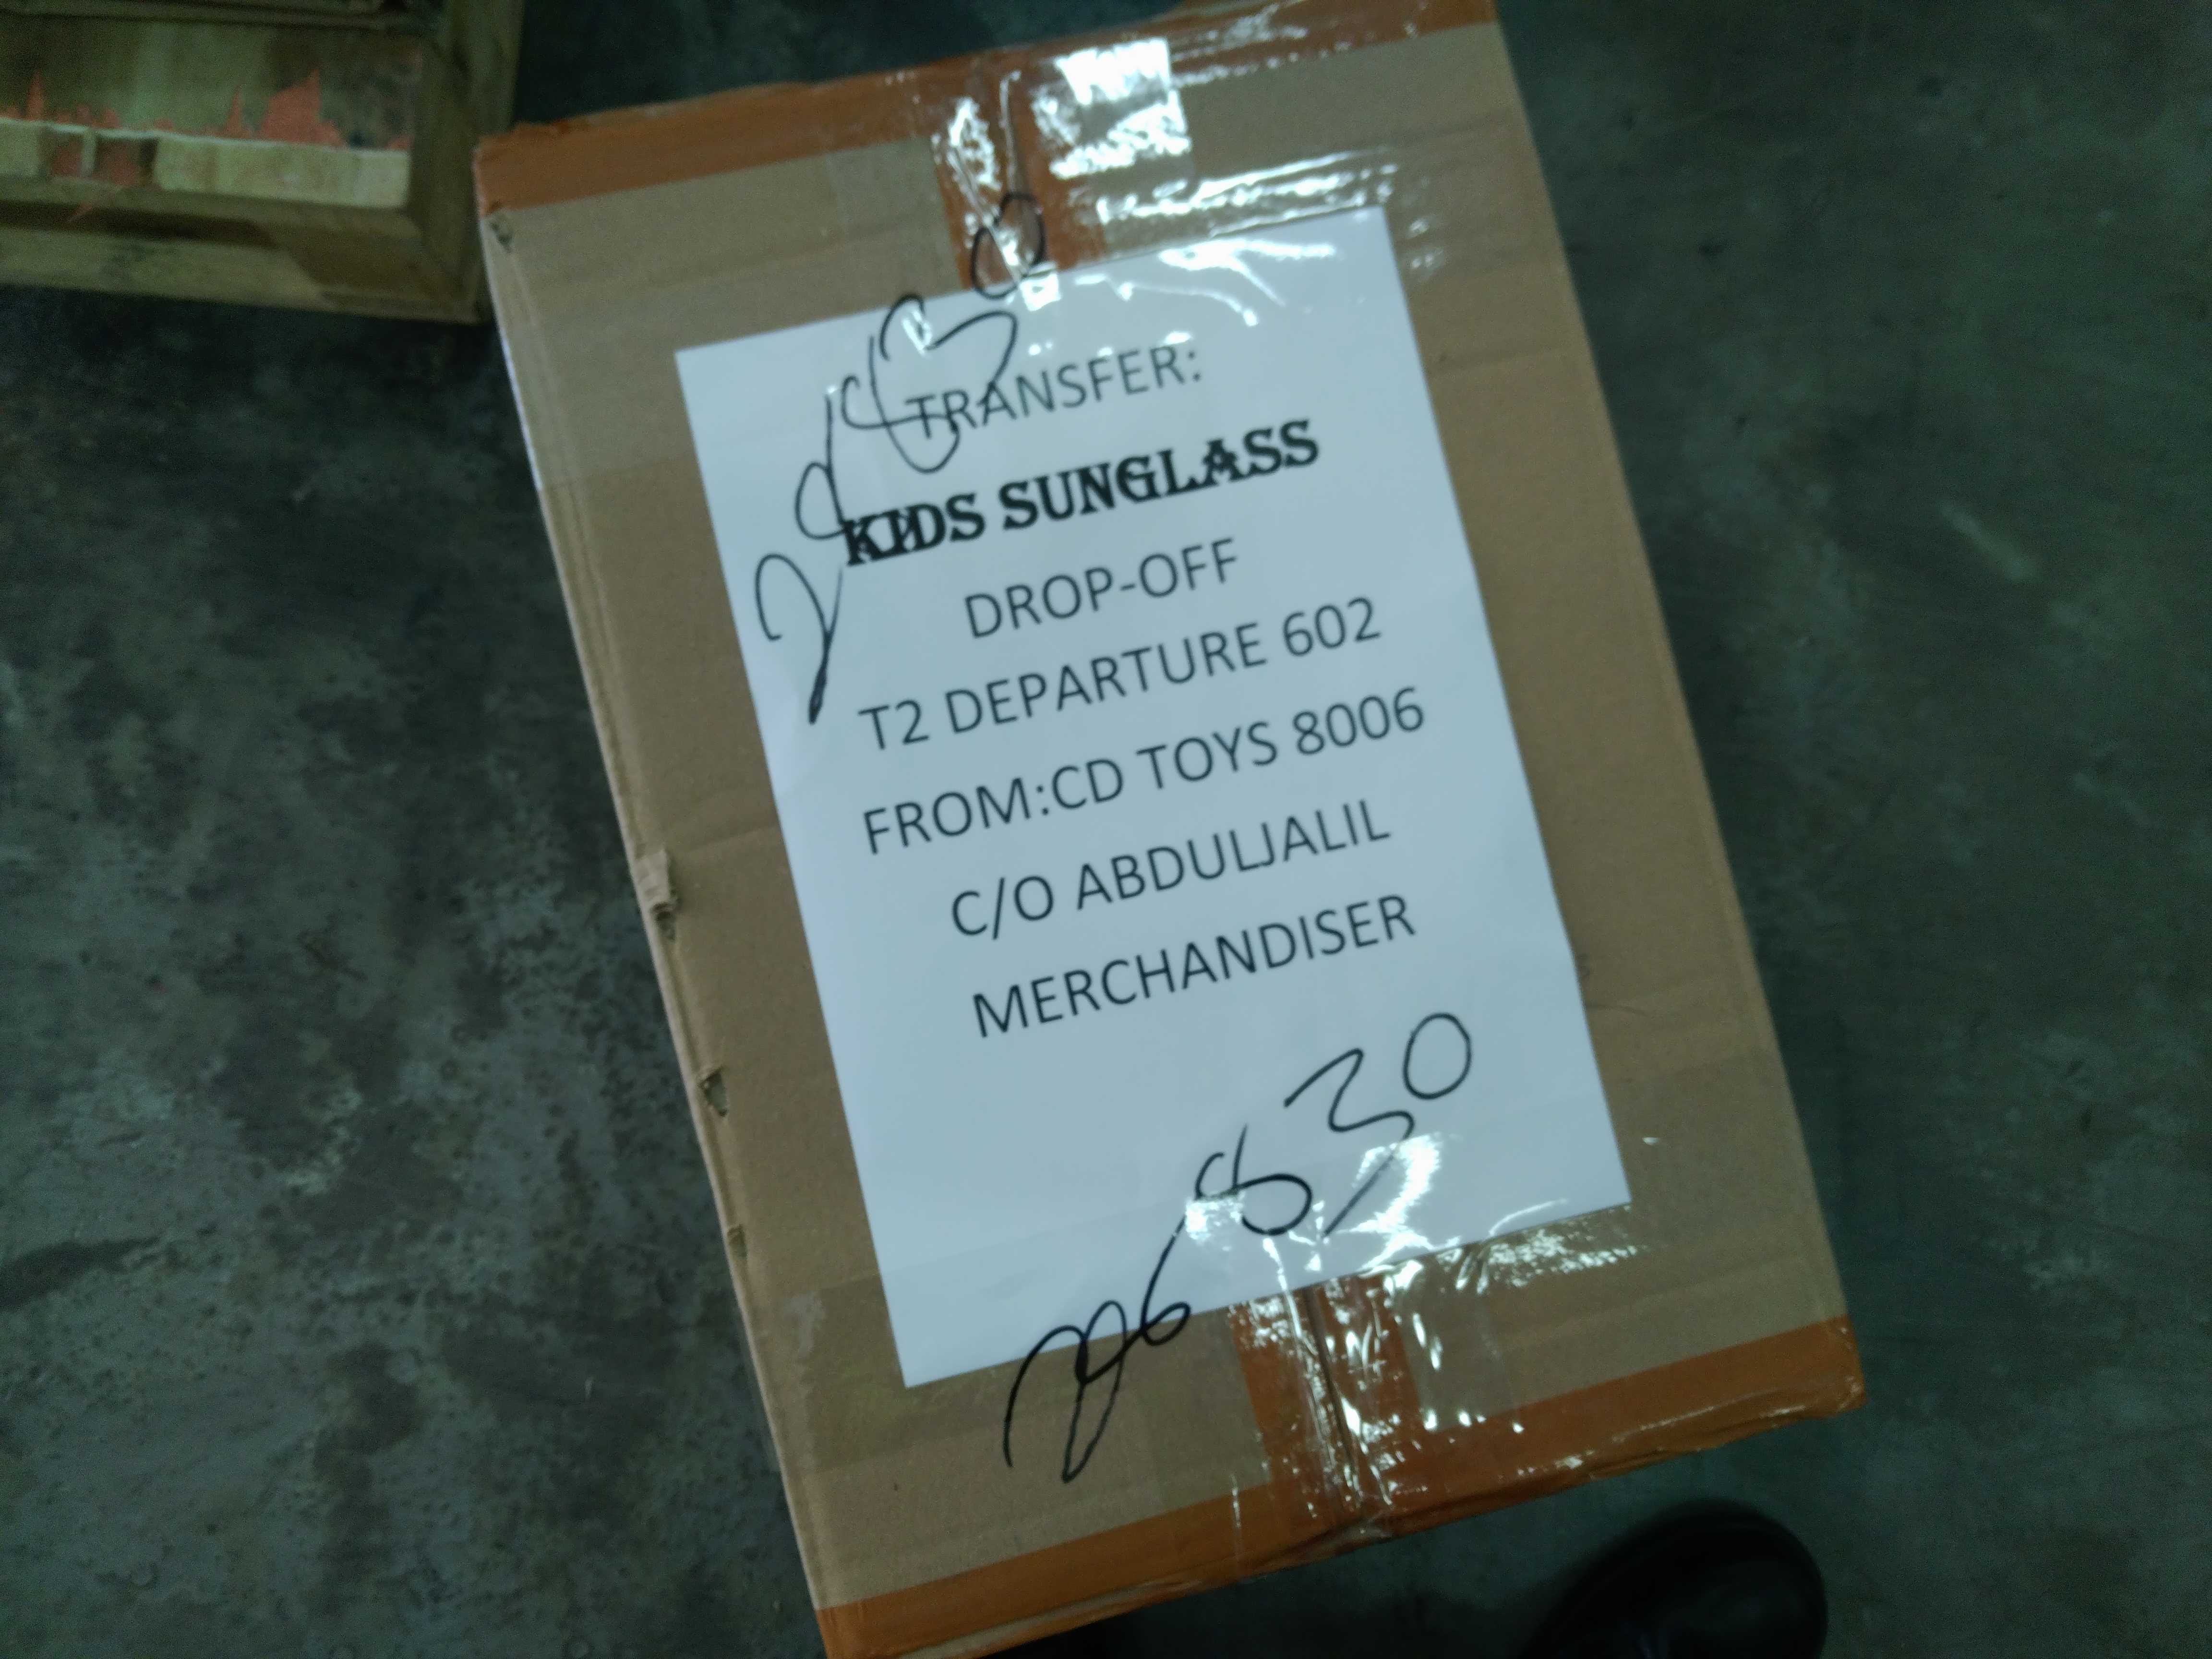 TRANSFER:
KIDS SUNGLASS
DROP-OFF
T2 DEPARTURE 602
FROM:CD TOYS 8006
C/O ABDULJALIL
MERCHANDISER